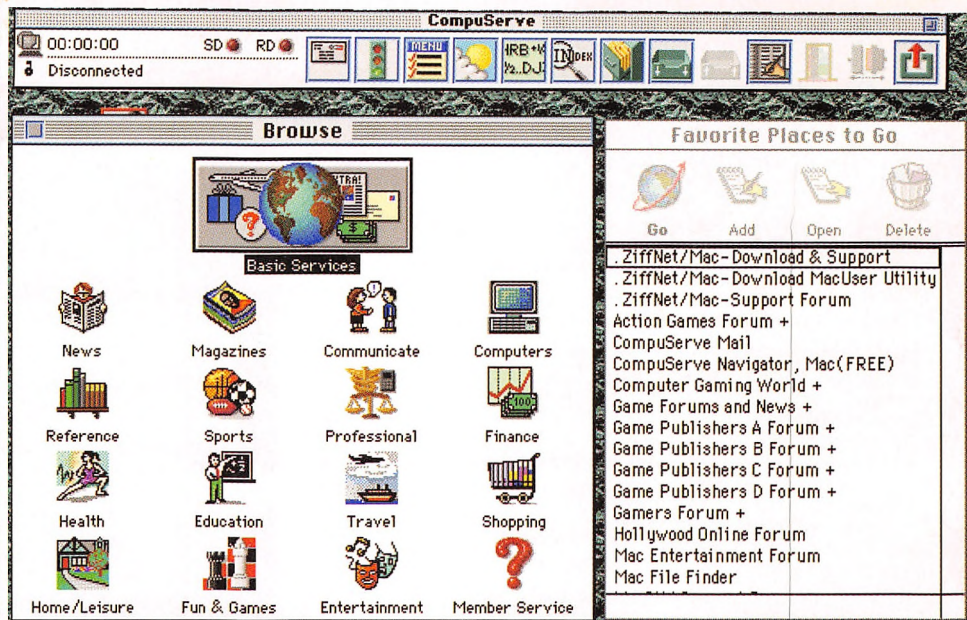 CompuServe
00:00:00 SD RD
Disconnected
MENU
INDEX
Browse
EXTRA!
Basic Services
News Magazines Communicate Computers
Reference Sports Professional Finance
100
Health Education Travel Shopping
Home/Leisure Fun & Games Entertainment Member Service
Favorite Places to Go
Go Add Open Delete
. ZiffNet/Mac-Download & Support
. ZiffNet/Mac-Download MacUser Utility
. ZiffNet/Mac-Support Forum
Action Games Forum +
CompuServe Mail
CompuServe Navigator, Mac(FREE)
Computer Gaming World +
Game Forums and News +
Game Publishers A Forum +
Game Publishers B Forum +
Game Publishers C Forum +
Game Publishers D Forum +
Gamers Forum +
Hollywood Online Forum
Mac Entertainment Forum
Mac File Finder